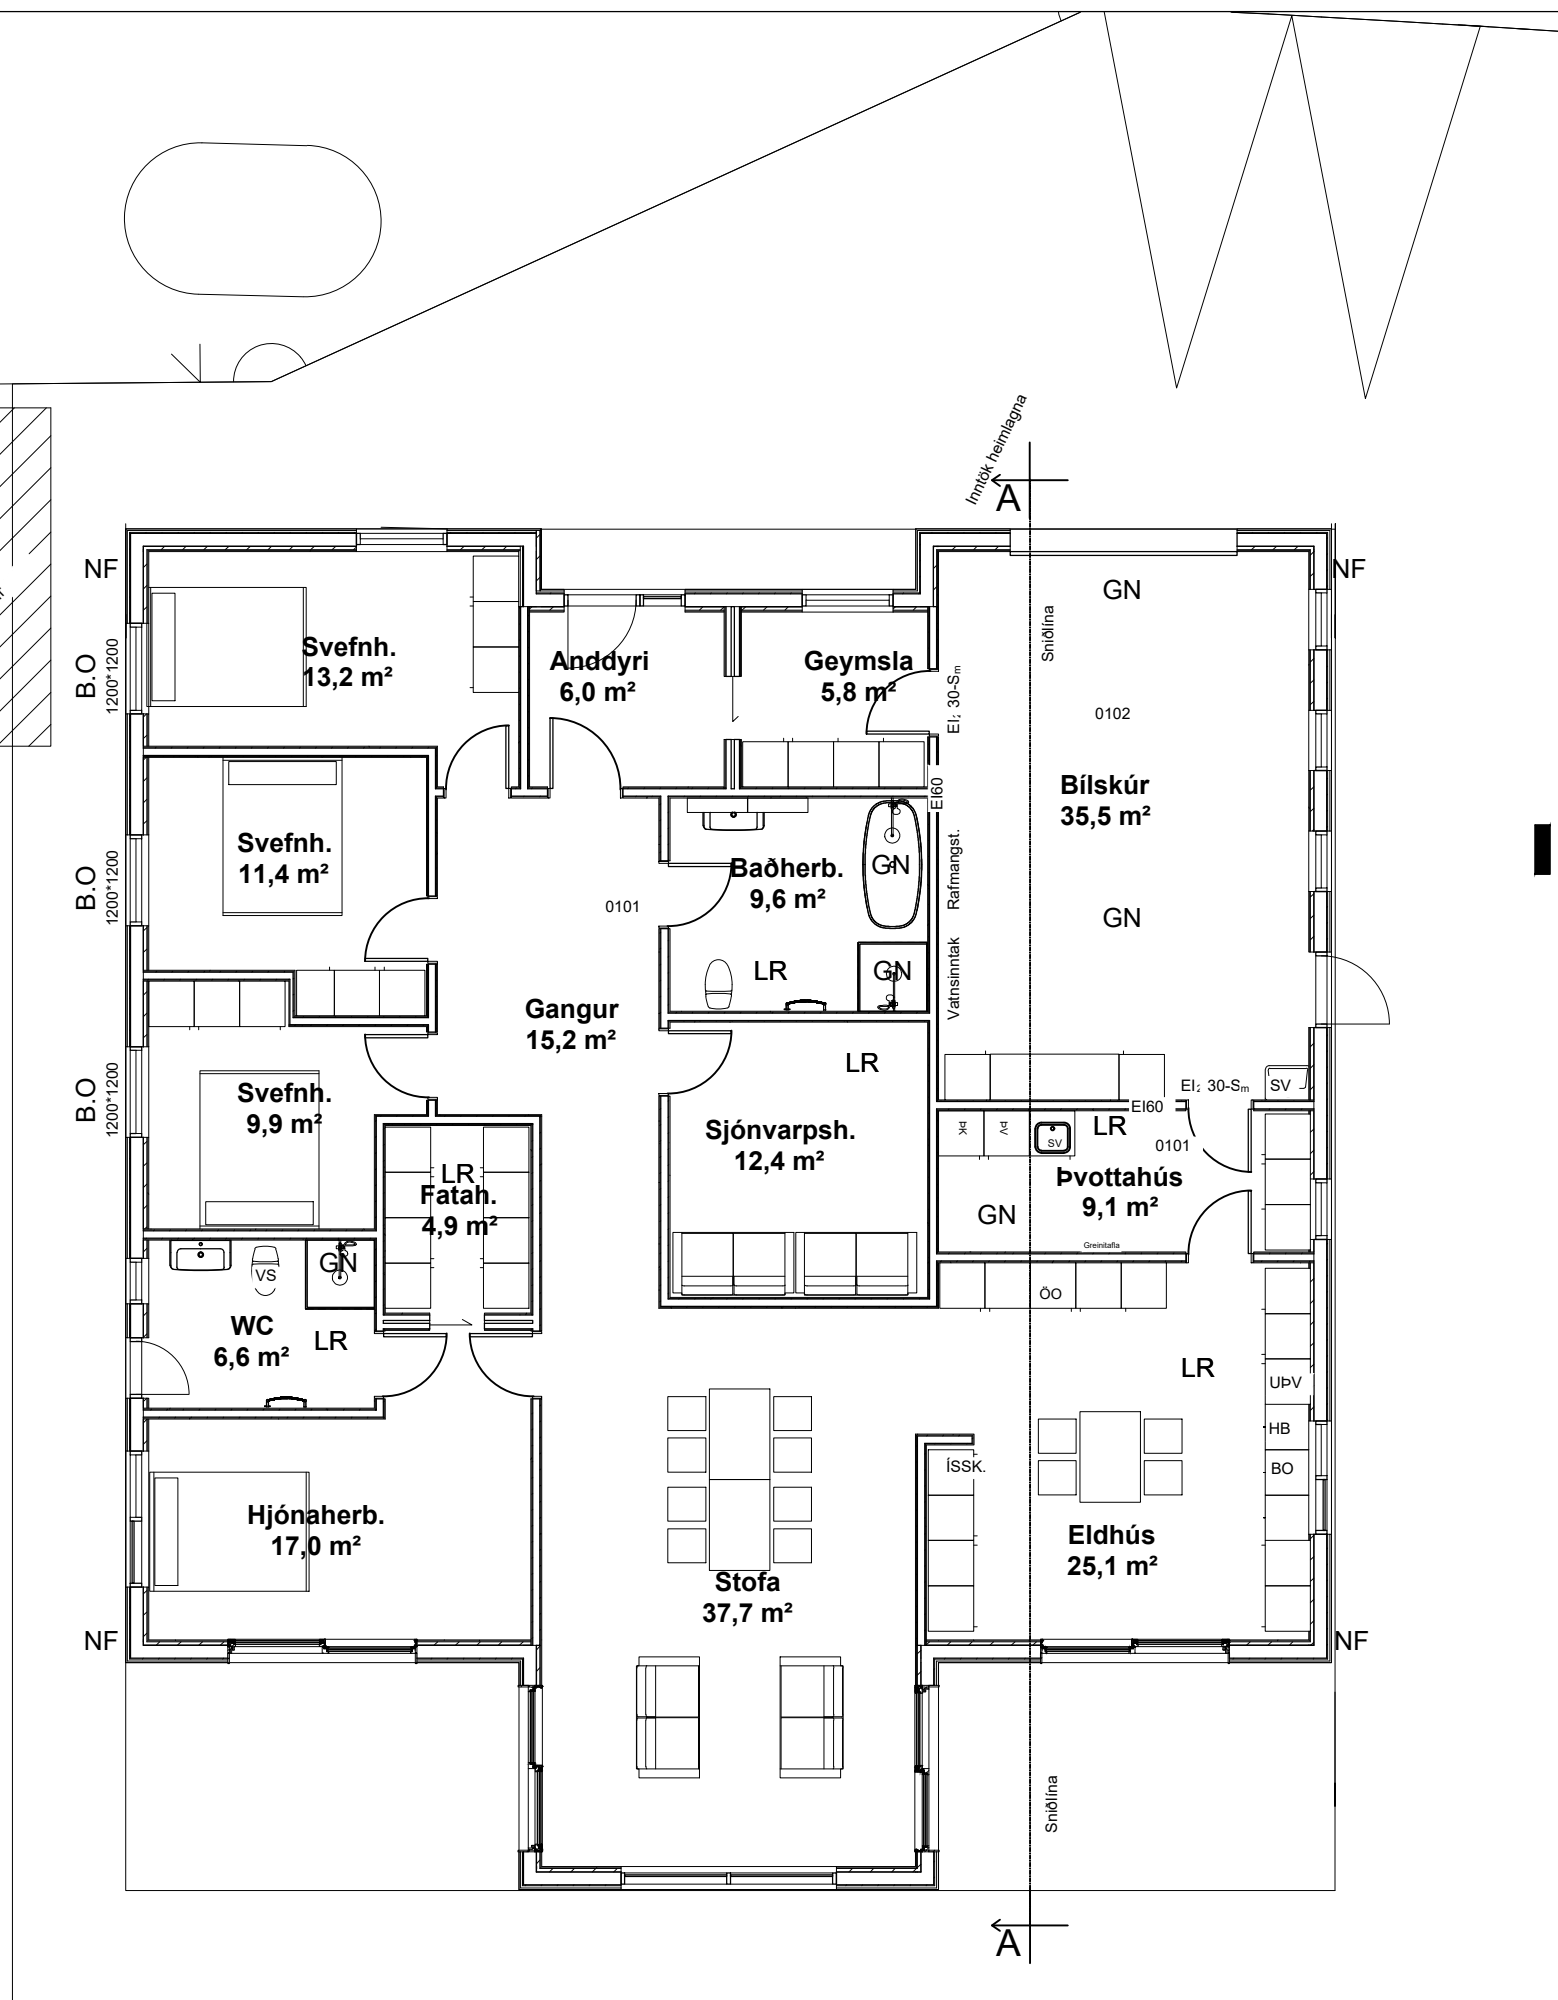 Inntök heimlagna
A
NF
NF
GN
Sniðlína
B.O
1200*1200
Svefnh.
13,2 m²
Anddyri
6,0 m²
Geymsla
5,8 m²
EI₂ 30-Sₘ
0102
EI60
Bílskúr
35,5 m²
B.O
1200*1200
Svefnh.
11,4 m²
0101
Baðherb.
9,6 m²
GN
LR
GN
Rafmangst.
Vatnsinntak
GN
Gangur
15,2 m²
B.O
1200*1200
Svefnh.
9,9 m²
LR
Sjónvarpsh.
12,4 m²
EI₂ 30-Sₘ
SV
EI60
ÞK
ÞV
SV
LR
0101
Þvottahús
9,1 m²
GN
Greinitafla
LR
Fatah.
4,9 m²
VS
GN
WC
6,6 m²
LR
ÖO
LR
UÞV
HB
BO
ÍSSK.
Hjónaherb.
17,0 m²
Eldhús
25,1 m²
Stofa
37,7 m²
NF
NF
Sniðlína
A